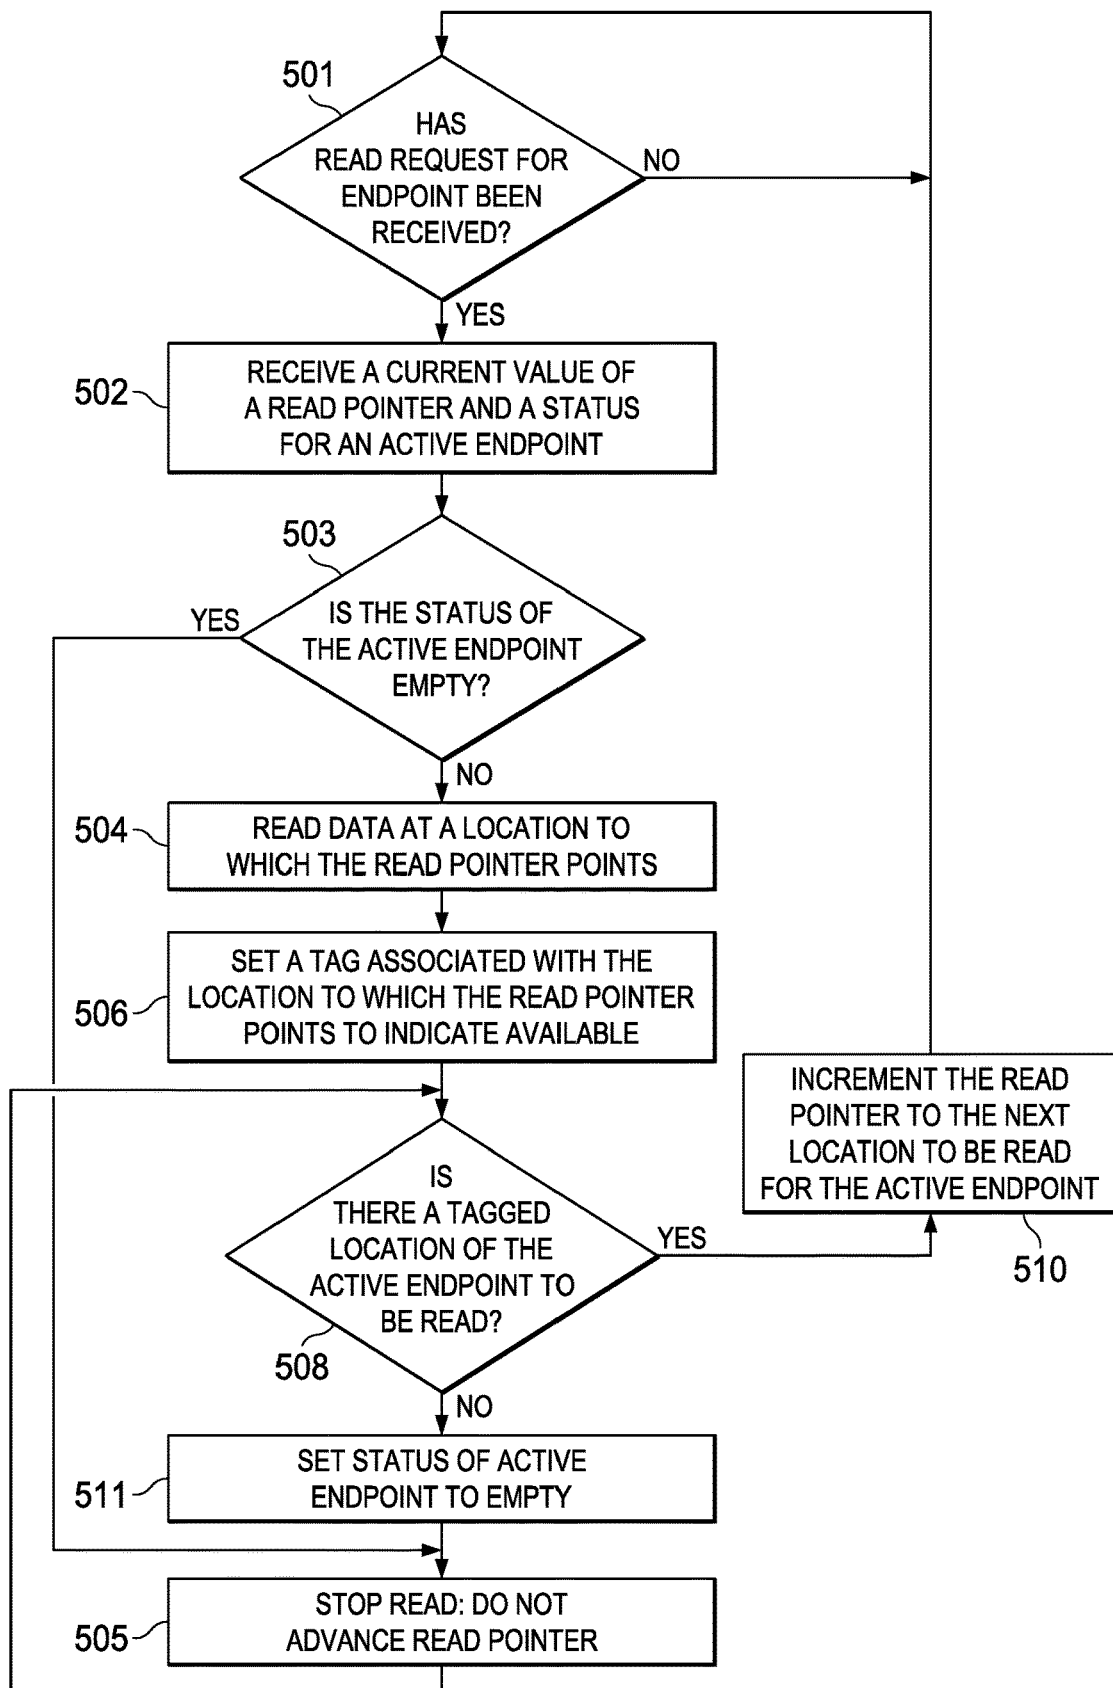 501
HAS
READ REQUEST FOR
ENDPOINT BEEN
RECEIVED?
NO
YES
502
RECEIVE A CURRENT VALUE OF
A READ POINTER AND A STATUS
FOR AN ACTIVE ENDPOINT
503
YES
IS THE STATUS OF
THE ACTIVE ENDPOINT
EMPTY?
NO
504
READ DATA AT A LOCATION TO
WHICH THE READ POINTER POINTS
506
SET A TAG ASSOCIATED WITH THE
LOCATION TO WHICH THE READ POINTER
POINTS TO INDICATE AVAILABLE
INCREMENT THE READ
POINTER TO THE NEXT
LOCATION TO BE READ
FOR THE ACTIVE ENDPOINT
510
IS
THERE A TAGGED
LOCATION OF THE
ACTIVE ENDPOINT TO
BE READ?
YES
508
NO
511
SET STATUS OF ACTIVE
ENDPOINT TO EMPTY
505
STOP READ: DO NOT
ADVANCE READ POINTER